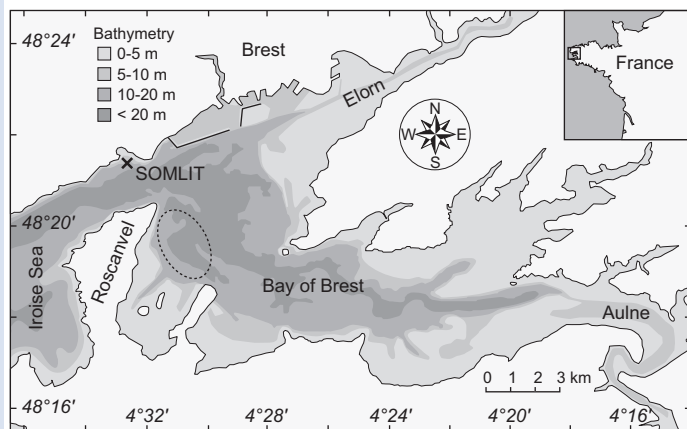 48°24'
Bathymetry
0-5 m
5-10 m
10-20 m
< 20 m
Brest
Elorn
France
N
W E
S
SOMLIT
48°20'
Iroise Sea
Roscanvel
Bay of Brest
Aulne
0 1 2 3 km
48°16'
4°32' 4°28' 4°24' 4°20' 4°16'